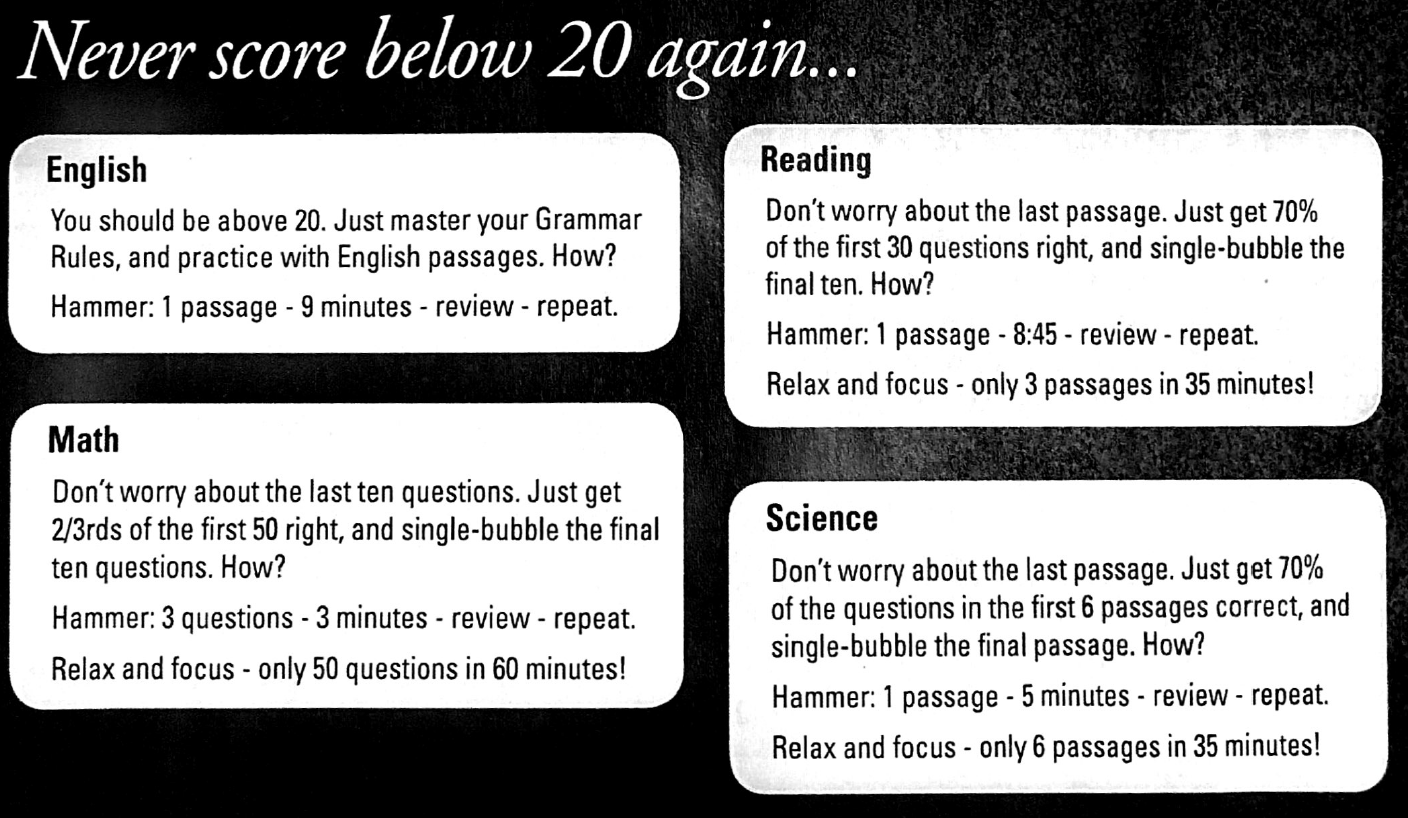 Never score below 20 again...
English
You should be above 20. Just master your Grammar
Rules, and practice with English passages. How?
Hammer: 1 passage - 9 minutes - review - repeat.
Math
Don't worry about the last ten questions. Just get
2/3rds of the first 50 right, and single-bubble the final
ten questions. How?
Hammer: 3 questions - 3 minutes - review - repeat.
Relax and focus - only 50 questions in 60 minutes!
Reading
Don't worry about the last passage. Just get 70%
of the first 30 questions right, and single-bubble the
final ten. How?
Hammer: 1 passage - 8:45 - review - repeat.
Relax and focus - only 3 passages in 35 minutes!
Science
Don't worry about the last passage. Just get 70%
of the questions in the first 6 passages correct, and
single-bubble the final passage. How?
Hammer: 1 passage - 5 minutes - review - repeat.
Relax and focus - only 6 passages in 35 minutes!